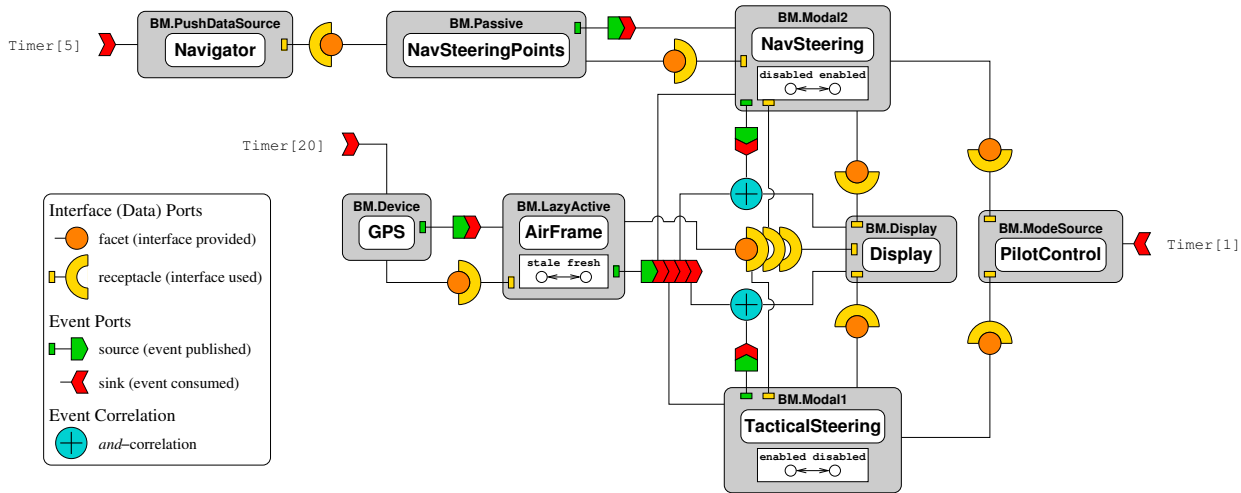 Timer[5]
BM.PushDataSource
Navigator
BM.Passive
NavSteeringPoints
BM.Modal2
NavSteering
disabled enabled
Timer[20]
BM.Device
GPS
BM.LazyActive
AirFrame
stale fresh
BM.Display
Display
BM.ModeSource
PilotControl
Timer[1]
BM.Modal1
TacticalSteering
enabled disabled
Interface (Data) Ports
facet (interface provided)
receptacle (interface used)
Event Ports
source (event published)
sink (event consumed)
Event Correlation
and–correlation